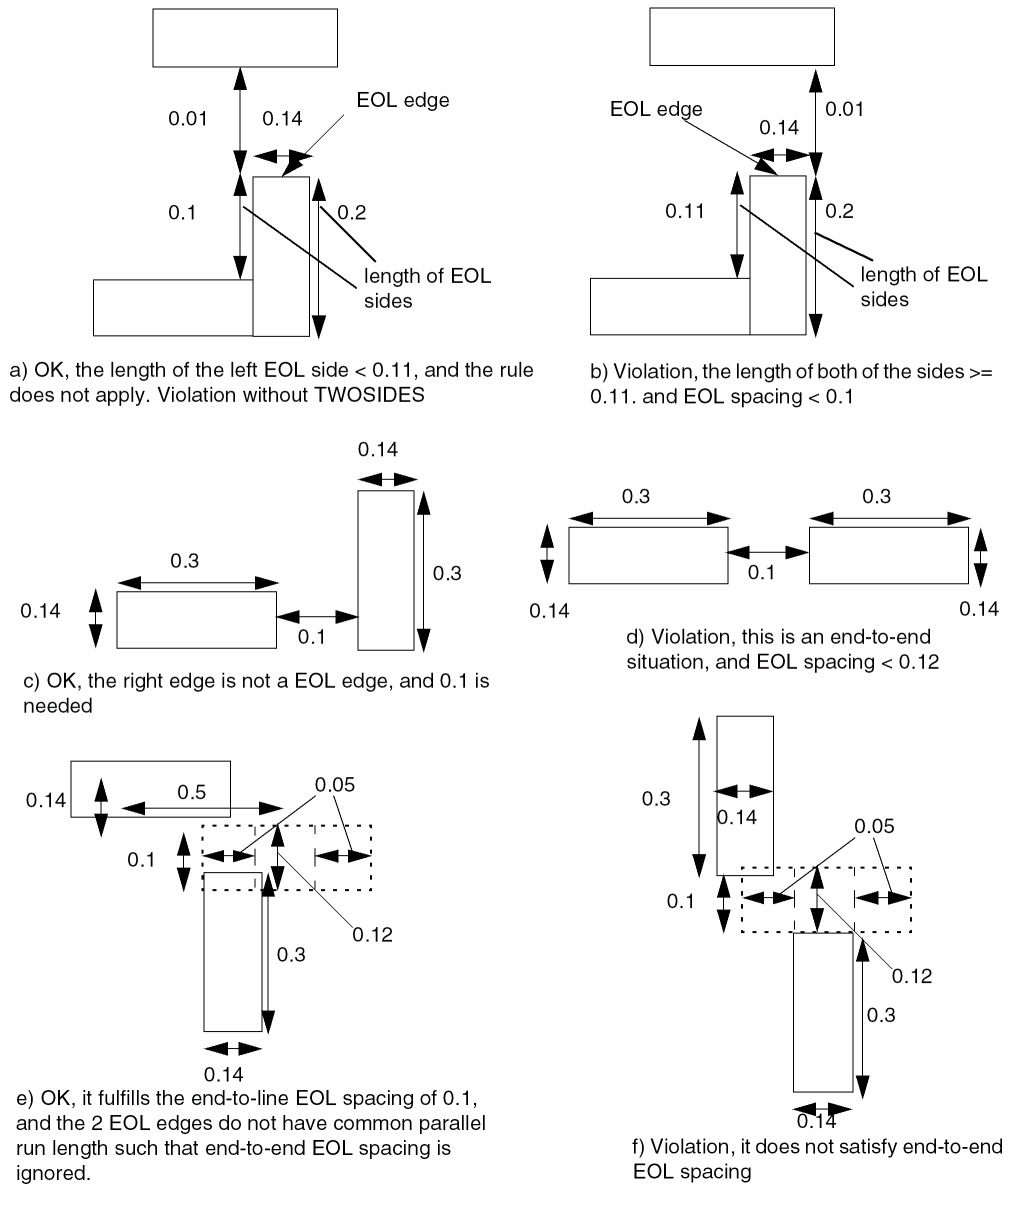 0.01
0.14
EOL edge
0.1
0.2
length of EOL
sides
a) OK, the length of the left EOL side < 0.11, and the rule
does not apply. Violation without TWOSIDES
EOL edge
0.01
0.14
0.11
0.2
length of EOL
sides
b) Violation, the length of both of the sides >=
0.11. and EOL spacing < 0.1
0.14
0.3
0.3
0.14
0.1
c) OK, the right edge is not a EOL edge, and 0.1 is
needed
0.3
0.3
0.1
0.14
0.14
d) Violation, this is an end-to-end
situation, and EOL spacing < 0.12
0.14
0.5
0.05
0.1
0.12
0.3
0.14
e) OK, it fulfills the end-to-line EOL spacing of 0.1,
and the 2 EOL edges do not have common parallel
run length such that end-to-end EOL spacing is
ignored.
0.3
0.14
0.05
0.1
0.12
0.3
0.14
f) Violation, it does not satisfy end-to-end
EOL spacing